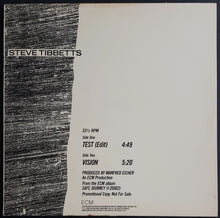 STEVE TIBBETTS
33⅓ RPM
Side One:
TEST (Edit) 4:49
Side Two:
VISION 5:20
PRODUCED BY MANFRED EICHER
An ECM Production
From the ECM album
SAFE JOURNEY (1-25002)
Promotional Copy. Not For Sale.
ECM